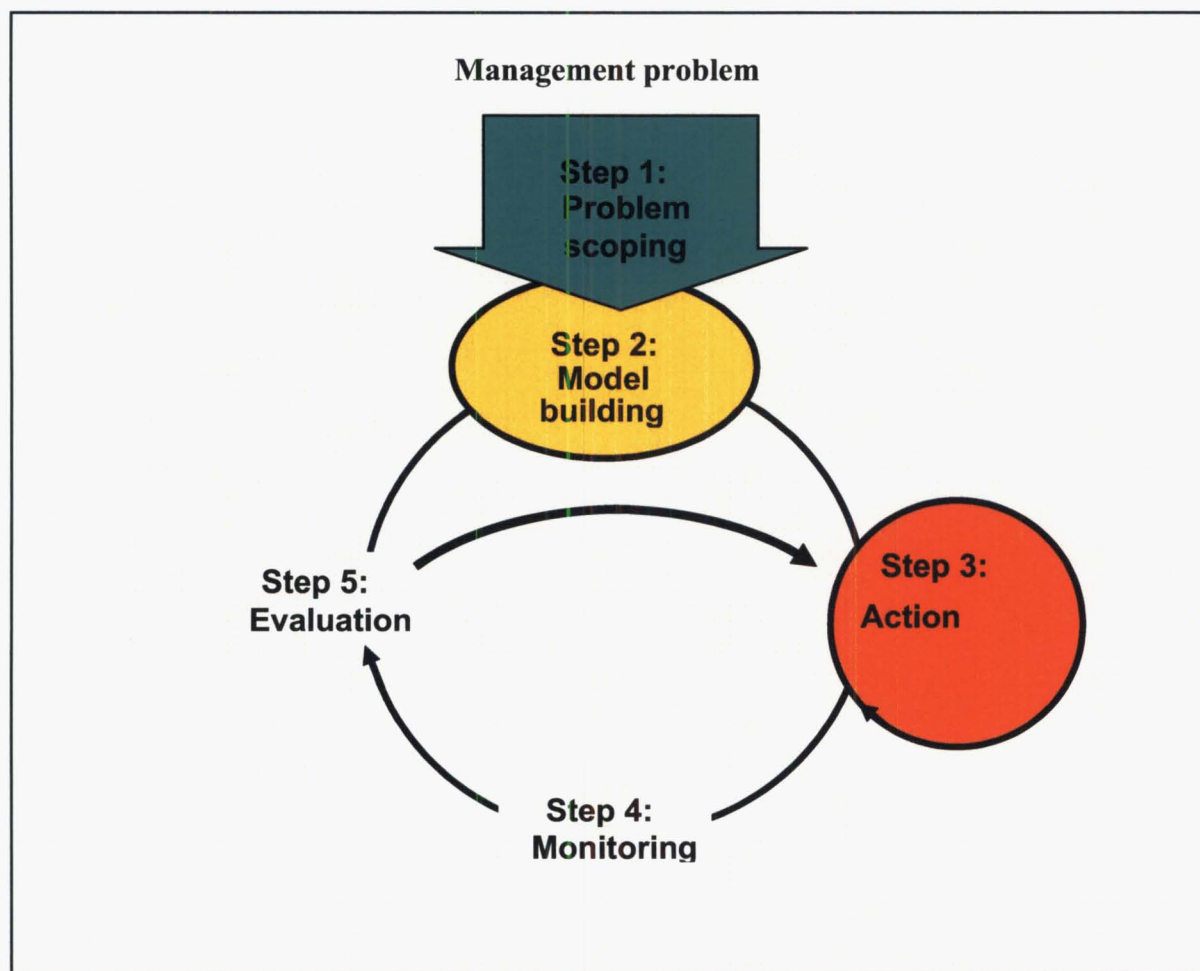 Management problem
Step 1:
Problem
scoping
Step 2:
Model
building
Step 3:
Action
Step 5:
Evaluation
Step 4:
Monitoring